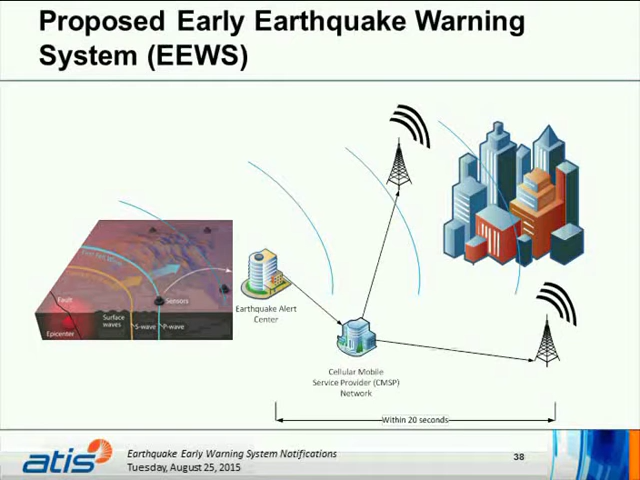 Proposed Early Earthquake Warning
System (EEWS)
Fault
Epicenter
Surface
waves
S-wave
P-wave
Sensors
Earthquake Alert
Center
Cellular Mobile
Service Provider (CMSP)
Network
Within 20 seconds
atis
Earthquake Early Warning System Notifications
Tuesday, August 25, 2015
38